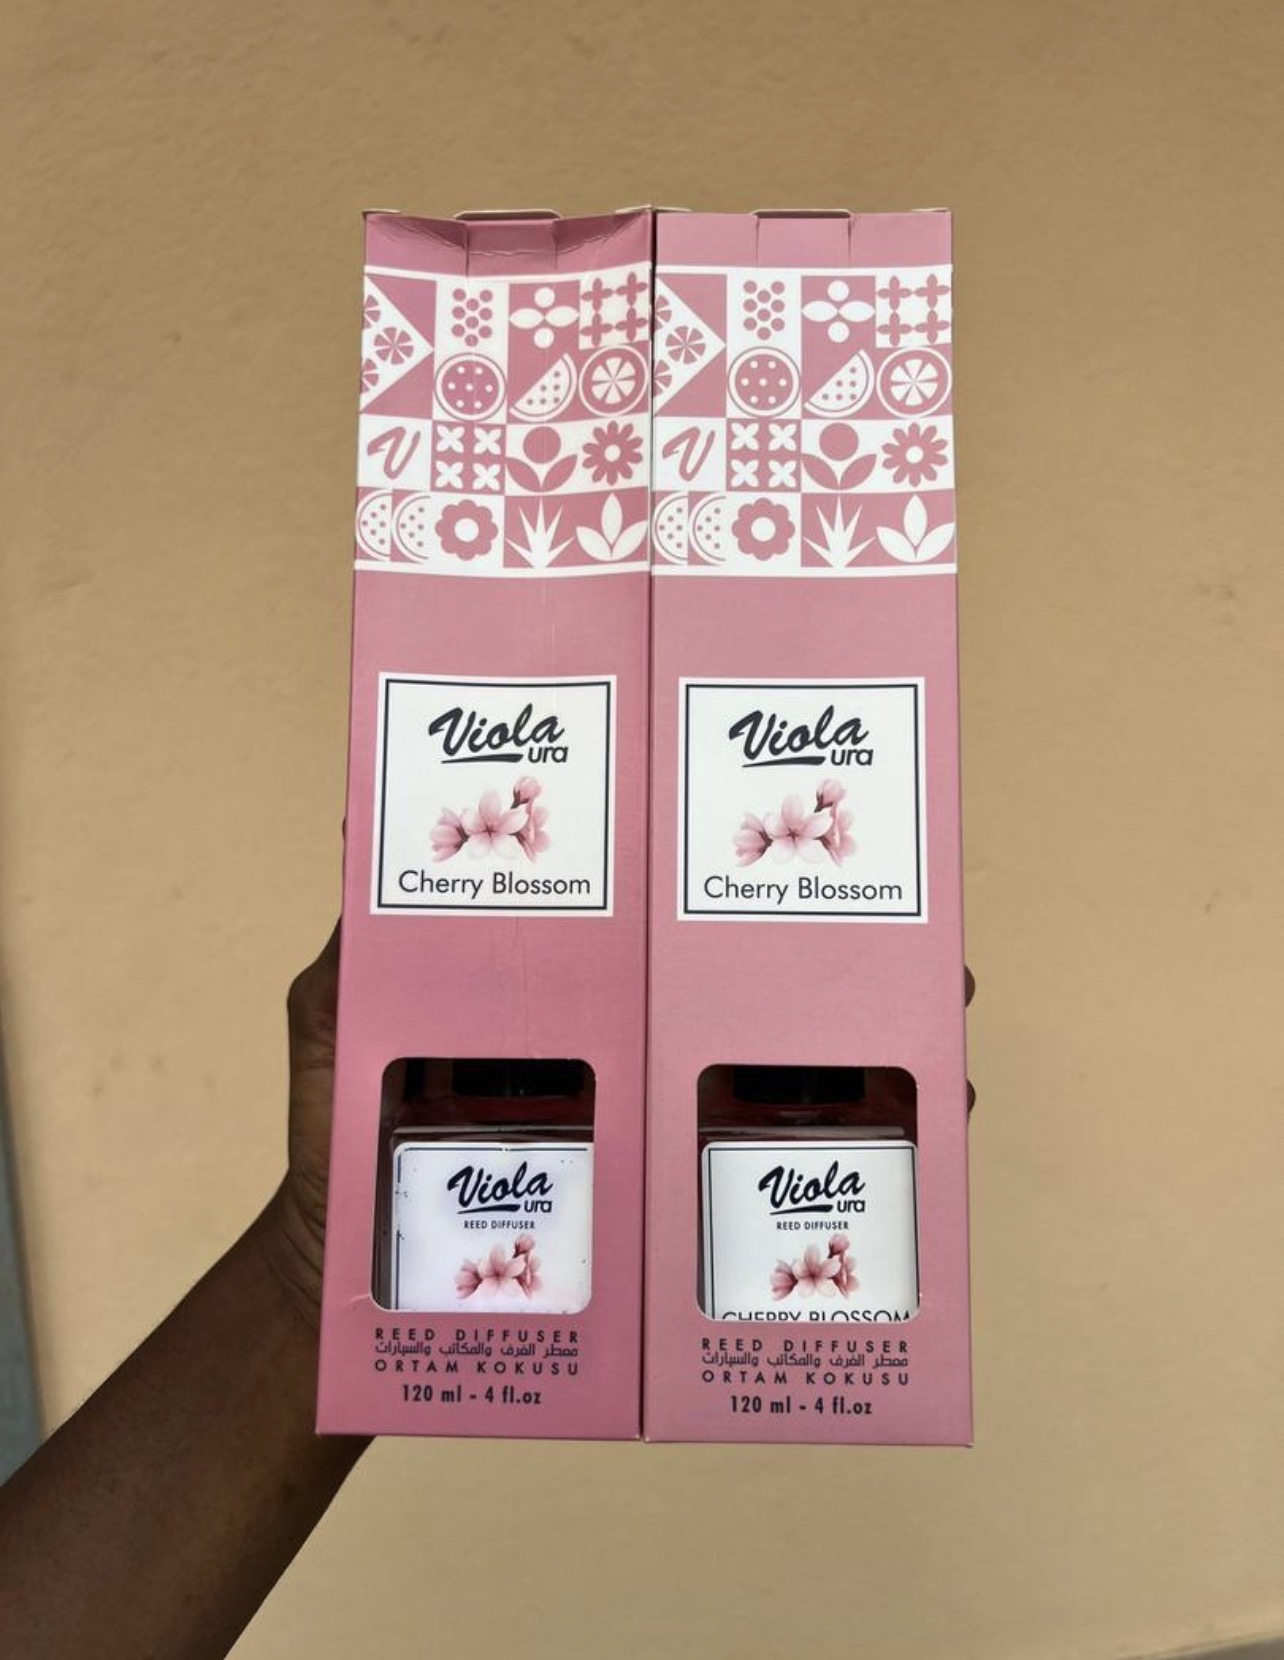 Viola
ura
Cherry Blossom
Viola
ura
REED DIFFUSER
REED DIFFUSER
معطر الغرف والمكاتب والسيارات
ORTAM KOKUSU
120 ml - 4 fl.oz
Viola
ura
Cherry Blossom
Viola
ura
REED DIFFUSER
CHERRY BLOSSOM
REED DIFFUSER
معطر الغرف والمكاتب والسيارات
ORTAM KOKUSU
120 ml - 4 fl.oz